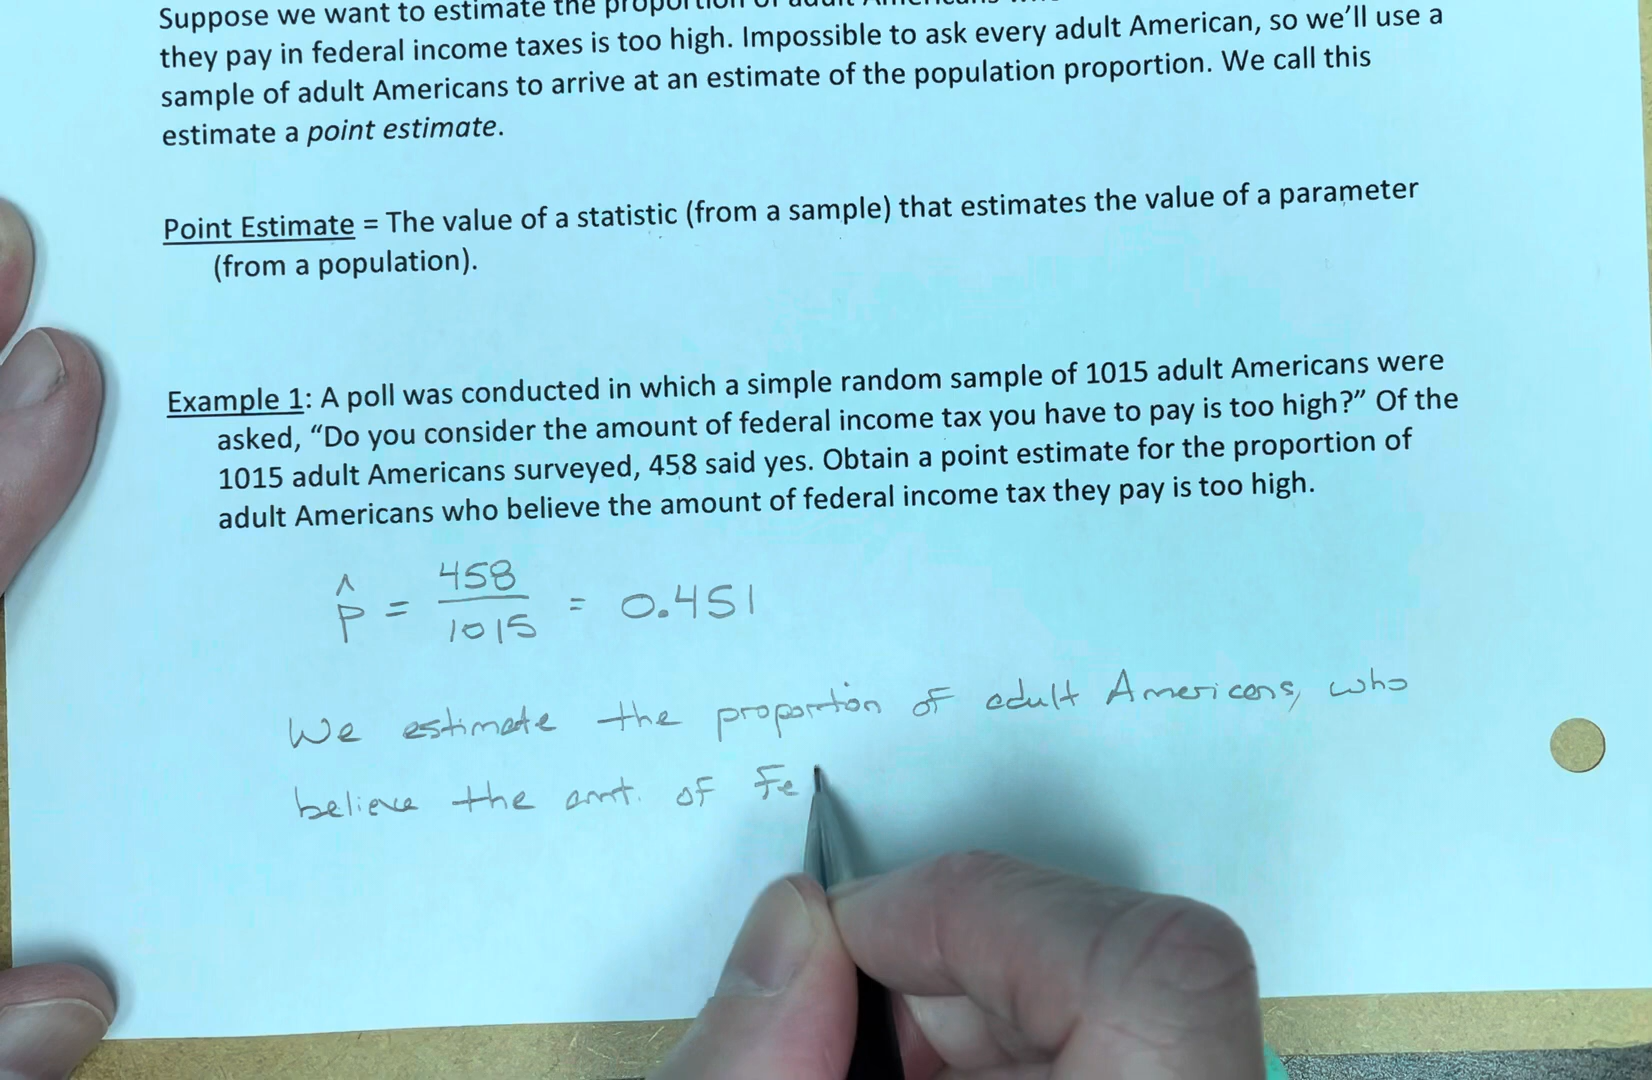 Suppose we want to estimate the proportion of adult Americans
they pay in federal income taxes is too high. Impossible to ask every adult American, so we'll use a
sample of adult Americans to arrive at an estimate of the population proportion. We call this
estimate a point estimate.
Point Estimate = The value of a statistic (from a sample) that estimates the value of a parameter
(from a population).
Example 1: A poll was conducted in which a simple random sample of 1015 adult Americans were
asked, “Do you consider the amount of federal income tax you have to pay is too high?” Of the
1015 adult Americans surveyed, 458 said yes. Obtain a point estimate for the proportion of
adult Americans who believe the amount of federal income tax they pay is too high.
p̂ = 458/1015 = 0.451
We estimate the proportion of adult Americans, who
believe the amt. of Fe